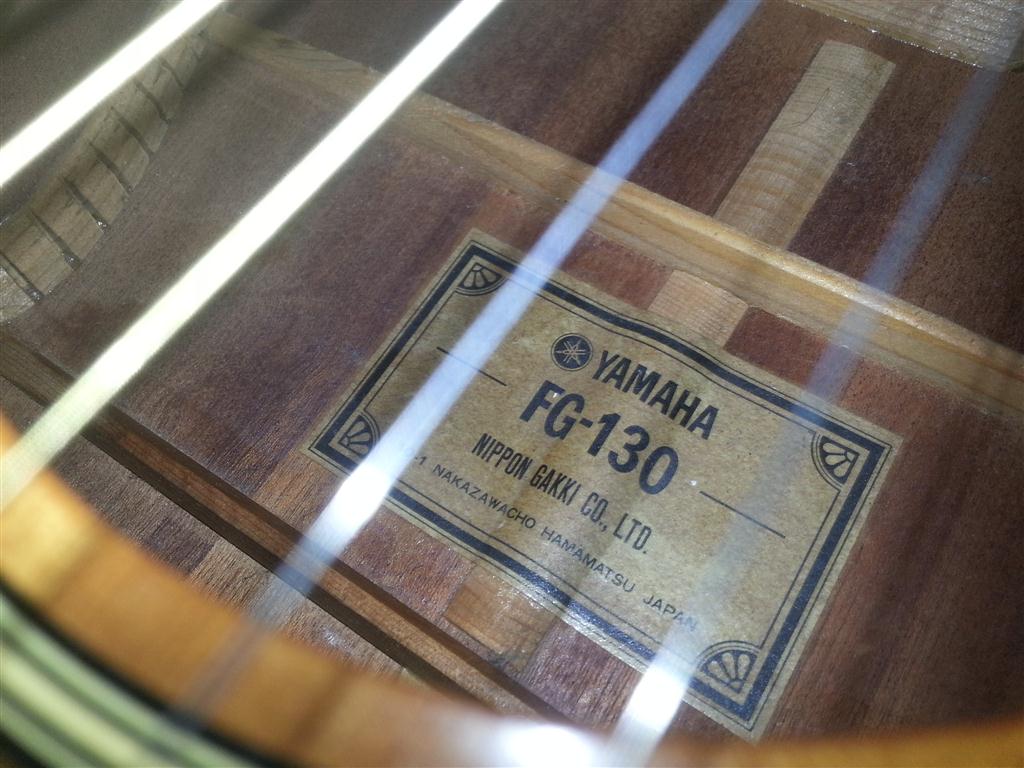 YAMAHA
FG-130
NIPPON GAKKI CO., LTD.
NAKAZAWACHO HAMAMATSU JAPAN